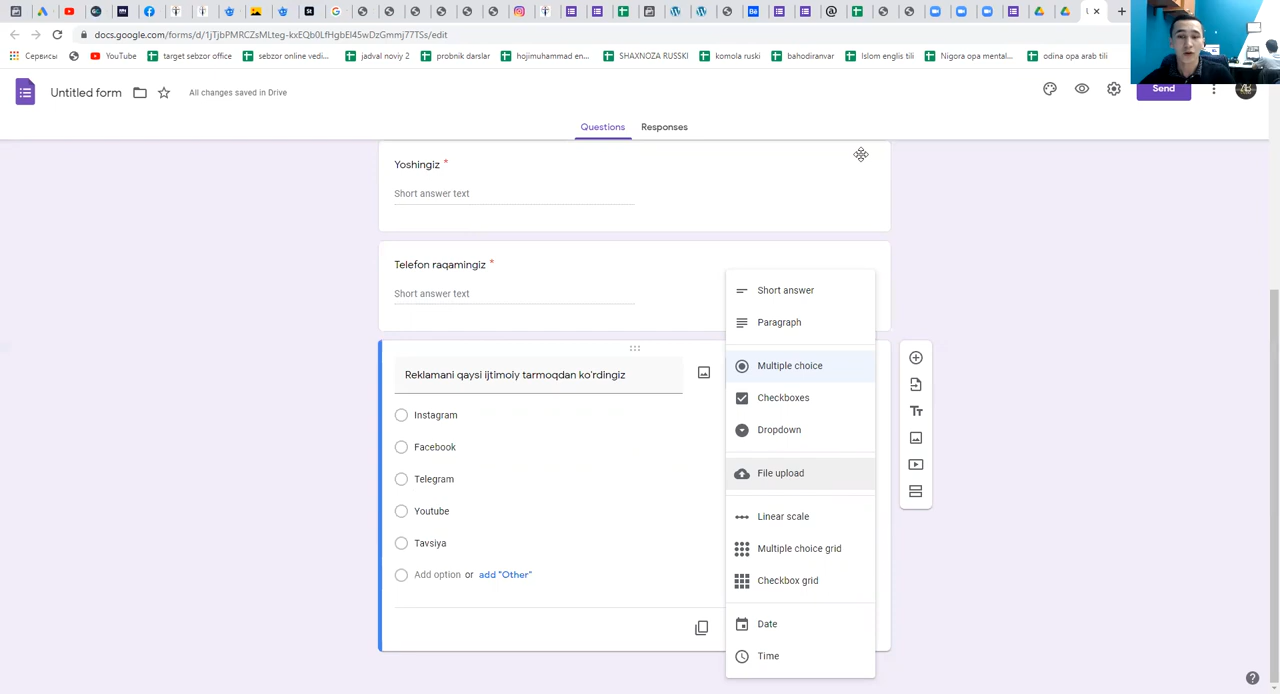 docs.google.com/forms/d/1jTjbPMRCZsMLteg-kxEQb0LfHgbEl45wDzGmmj77TSs/edit
Сервисы
YouTube
target sebzor office
sebzor online vedi...
jadval noviy 2
probnik darslar
hojimuhammad en...
SHAXNOZA RUSSKI
komola ruski
bahodiranvar
Islom englis tili
Nigora opa mental...
odina opa arab tili
Untitled form
All changes saved in Drive
Send
Questions
Responses
Yoshingiz *
Short answer text
Telefon raqamingiz *
Short answer text
Reklamani qaysi ijtimoiy tarmoqdan ko'rdingiz
Instagram
Facebook
Telegram
Youtube
Tavsiya
Add option or add "Other"
Short answer
Paragraph
Multiple choice
Checkboxes
Dropdown
File upload
Linear scale
Multiple choice grid
Checkbox grid
Date
Time